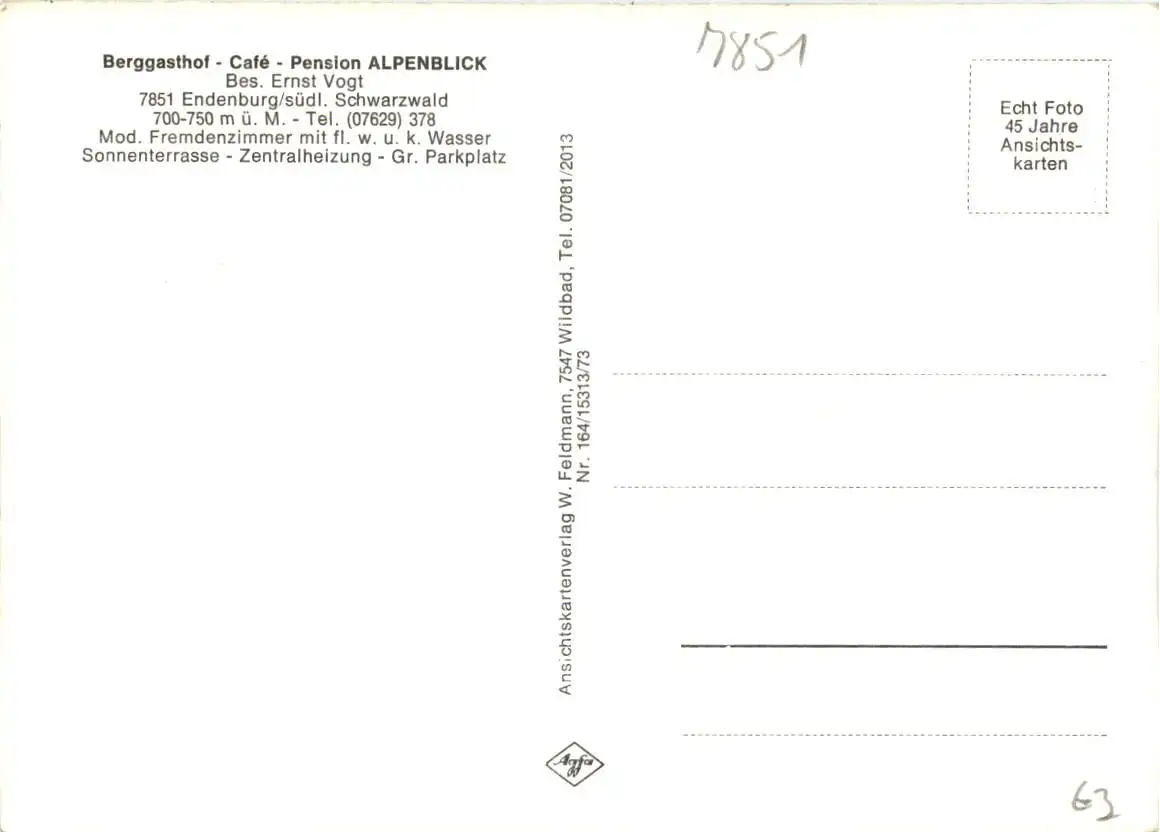 Berggasthof - Café - Pension ALPENBLICK
Bes. Ernst Vogt
7851 Endenburg/südl. Schwarzwald
700-750 m ü. M. - Tel. (07629) 378
Mod. Fremdenzimmer mit fl. w. u. k. Wasser
Sonnenterrasse - Zentralheizung - Gr. Parkplatz
7851
Echt Foto
45 Jahre
Ansichts-
karten
Ansichtskartenverlag W. Feldmann, 7547 Wildbad, Tel. 07081/2013
Nr. 164/15313/73
Agfa
63